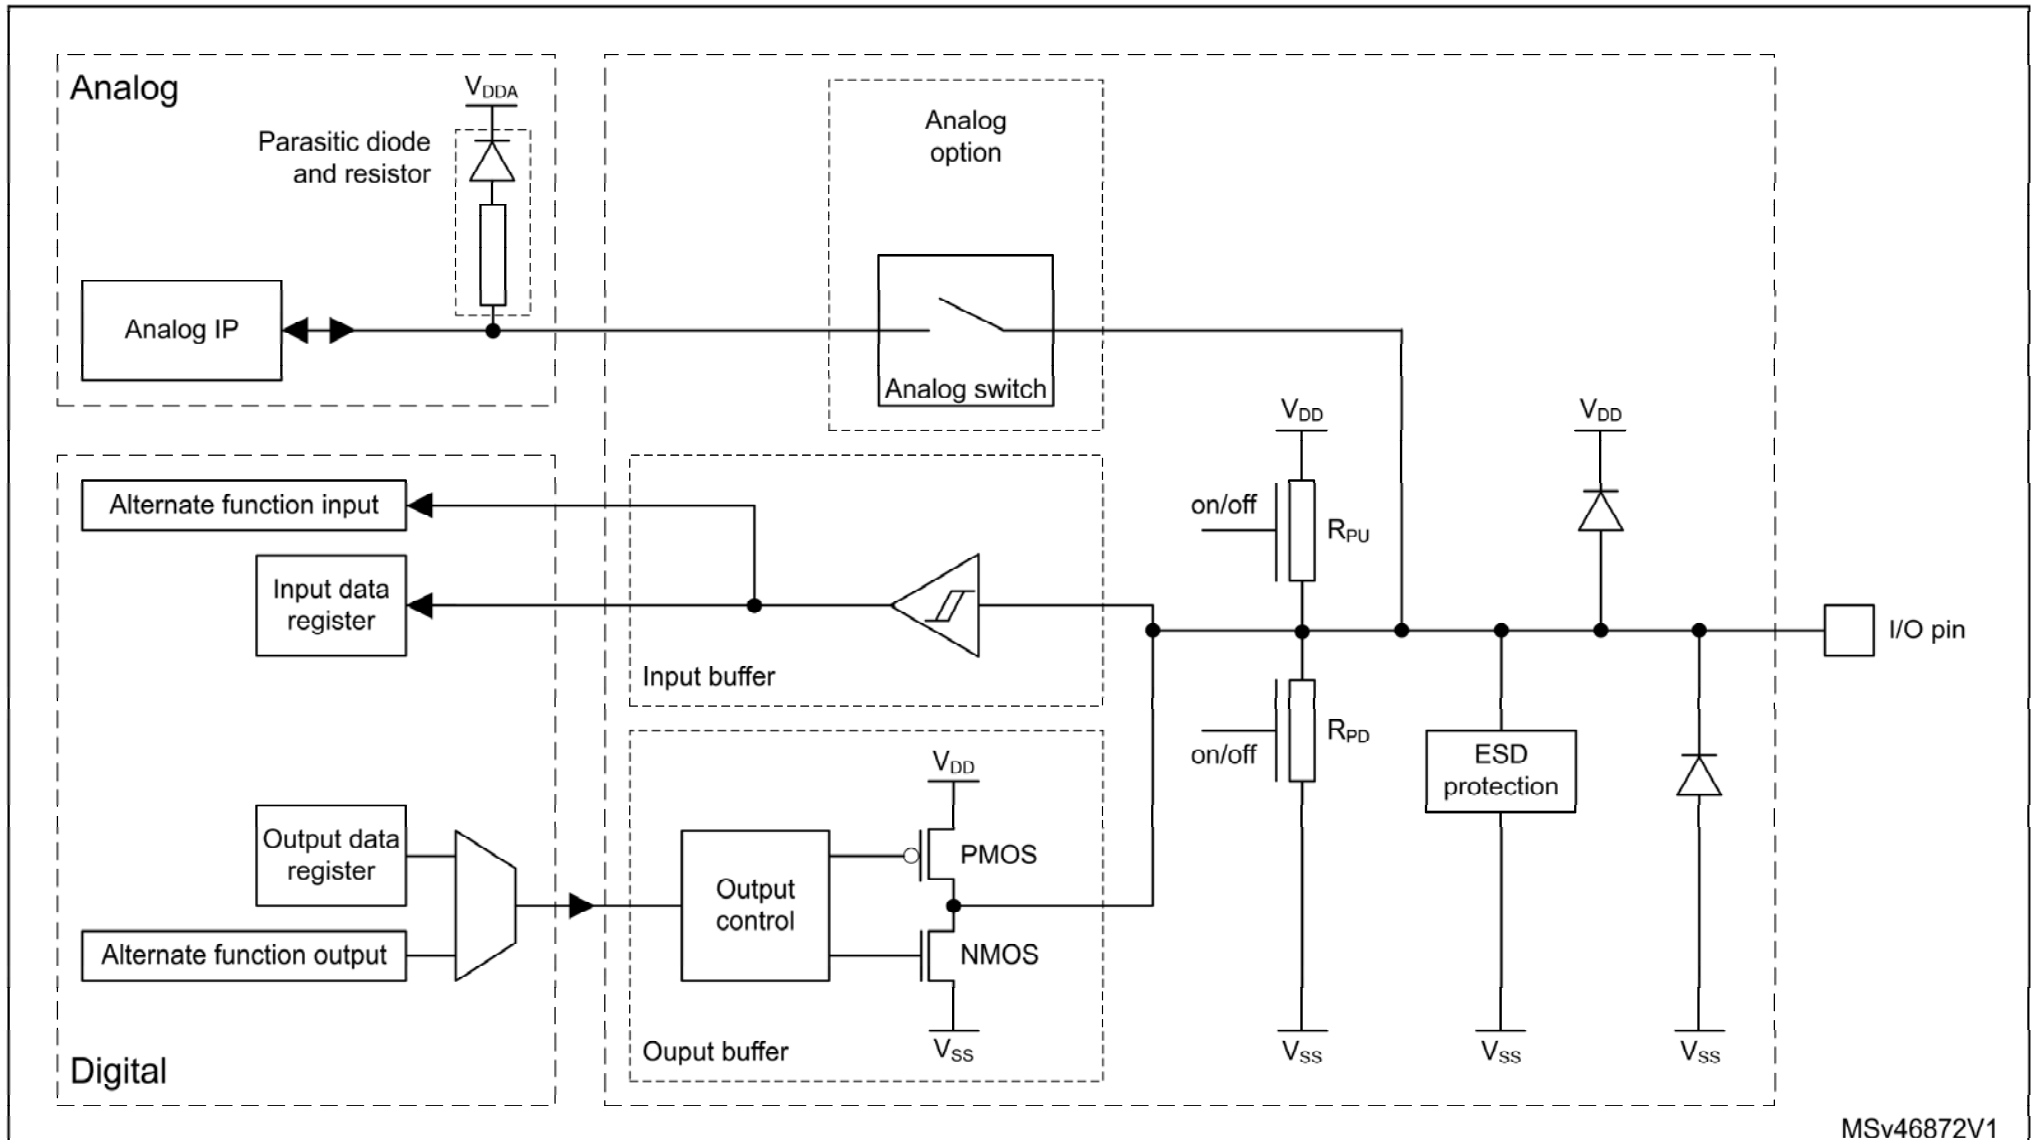 Analog
VDDA
Parasitic diode
and resistor
Analog
option
Analog IP
Analog switch
VDD
VDD
Alternate function input
on/off
RPU
Input data
register
I/O pin
Input buffer
RPD
on/off
ESD
protection
VDD
Output data
register
PMOS
Output
control
Alternate function output
NMOS
VSS
VSS
VSS
VSS
Ouput buffer
Digital
MSv46872V1